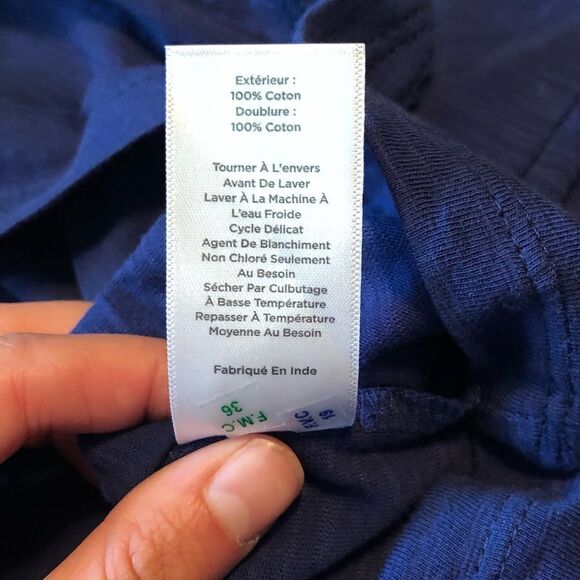 Extérieur :
100% Coton
Doublure :
100% Coton
Tourner À L'envers
Avant De Laver
Laver À La Machine À
L'eau Froide
Cycle Délicat
Agent De Blanchiment
Non Chloré Seulement
Au Besoin
Sécher Par Culbutage
À Basse Température
Repasser À Température
Moyenne Au Besoin
Fabriqué En Inde
F.M.C
36